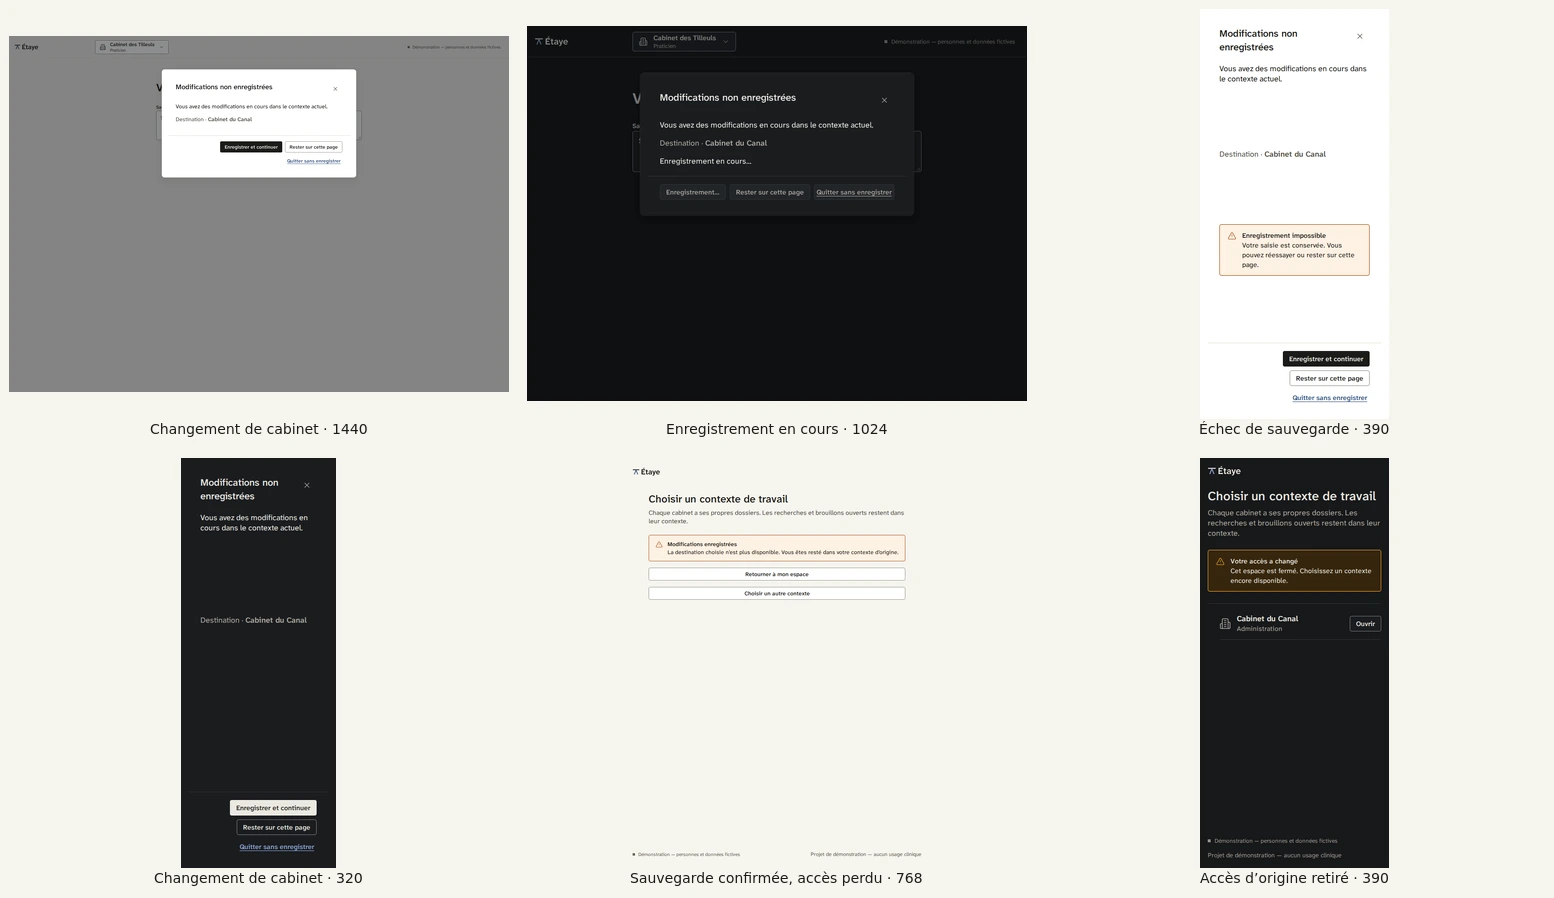 Étaye
Cabinet des Tilleuls
Praticien
Démonstration — personnes et données fictives
V
Sa
Modifications non enregistrées
Vous avez des modifications en cours dans le contexte actuel.
Destination · Cabinet du Canal
Enregistrer et continuer
Rester sur cette page
Quitter sans enregistrer
Changement de cabinet · 1440
Étaye
Cabinet des Tilleuls
Praticien
Démonstration — personnes et données fictives
V
Sa
Modifications non enregistrées
Vous avez des modifications en cours dans le contexte actuel.
Destination · Cabinet du Canal
Enregistrement en cours…
Enregistrement…
Rester sur cette page
Quitter sans enregistrer
Enregistrement en cours · 1024
Modifications non
enregistrées
Vous avez des modifications en cours dans
le contexte actuel.
Destination · Cabinet du Canal
Enregistrement impossible
Votre saisie est conservée. Vous
pouvez réessayer ou rester sur cette
page.
Enregistrer et continuer
Rester sur cette page
Quitter sans enregistrer
Échec de sauvegarde · 390
Modifications non
enregistrées
Vous avez des modifications en
cours dans le contexte actuel.
Destination · Cabinet du Canal
Enregistrer et continuer
Rester sur cette page
Quitter sans enregistrer
Changement de cabinet · 320
Étaye
Choisir un contexte de travail
Chaque cabinet a ses propres dossiers. Les recherches et brouillons ouverts restent dans
leur contexte.
Modifications enregistrées
La destination choisie n'est plus disponible. Vous êtes resté dans votre contexte d'origine.
Retourner à mon espace
Choisir un autre contexte
Démonstration — personnes et données fictives
Projet de démonstration — aucun usage clinique
Sauvegarde confirmée, accès perdu · 768
Étaye
Choisir un contexte de travail
Chaque cabinet a ses propres dossiers. Les
recherches et brouillons ouverts restent dans leur
contexte.
Votre accès a changé
Cet espace est fermé. Choisissez un contexte
encore disponible.
Cabinet du Canal
Administration
Ouvrir
Démonstration — personnes et données fictives
Projet de démonstration — aucun usage clinique
Accès d’origine retiré · 390